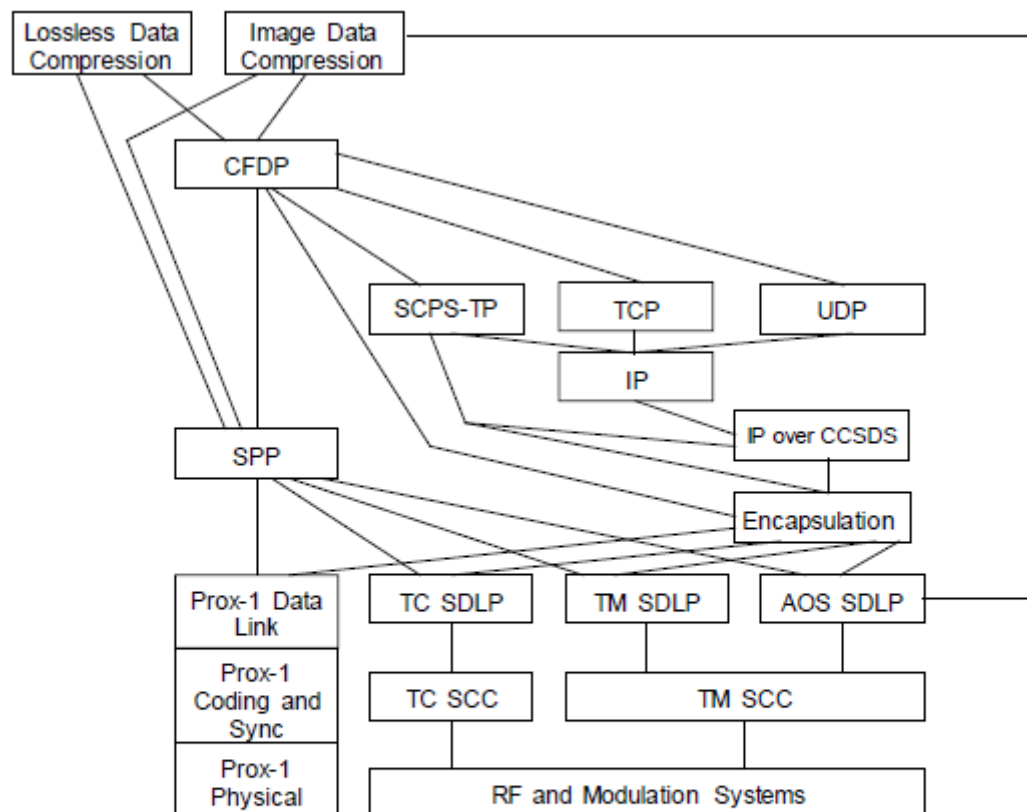 Lossless Data
Compression
Image Data
Compression
CFDP
SCPS-TP
TCP
UDP
IP
IP over CCSDS
SPP
Encapsulation
Prox-1 Data
Link
TC SDLP
TM SDLP
AOS SDLP
Prox-1
Coding and
Sync
TC SCC
TM SCC
Prox-1
Physical
RF and Modulation Systems